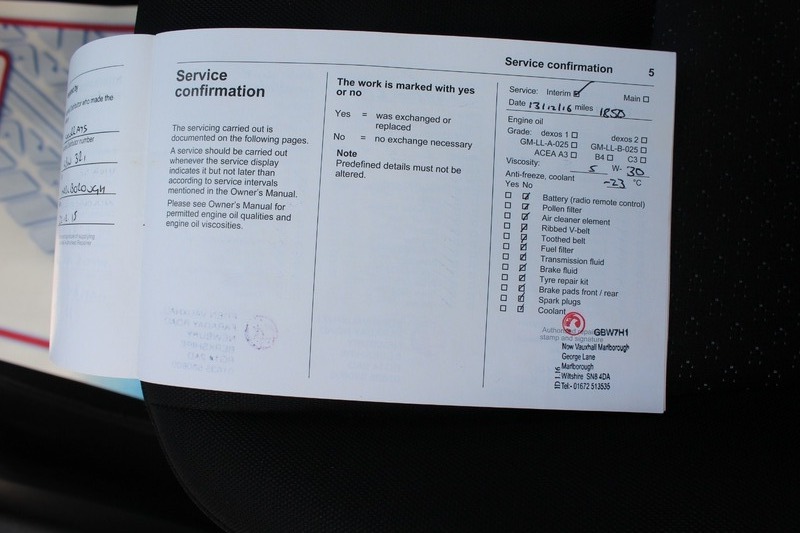 made the
Service
confirmation
The servicing carried out is
documented on the following pages.
A service should be carried out
whenever the service display
indicates it but not later than
according to service intervals
mentioned in the Owner's Manual.
Please see Owner's Manual for
permitted engine oil qualities and
engine oil viscosities.
The work is marked with yes
or no
Yes = was exchanged or
replaced
No = no exchange necessary
Note
Predefined details must not be
altered.
Service confirmation 5
Service: Interim Main
Date 13/12/16 miles 1850
Engine oil
Grade: dexos 1 dexos 2
GM-LL-A-025 GM-LL-B-025
ACEA A3 B4 C3
Viscosity: 5 W- 30
Anti-freeze, coolant -23 °C
Yes No
Battery (radio remote control)
Pollen filter
Air cleaner element
Ribbed V-belt
Toothed belt
Fuel filter
Transmission fluid
Brake fluid
Tyre repair kit
Brake pads front / rear
Spark plugs
Coolant
GBW7H1
stamp and signature
Now Vauxhall Marlborough
George Lane
Marlborough
Wiltshire SN8 4DA
Tel:- 01672 513535